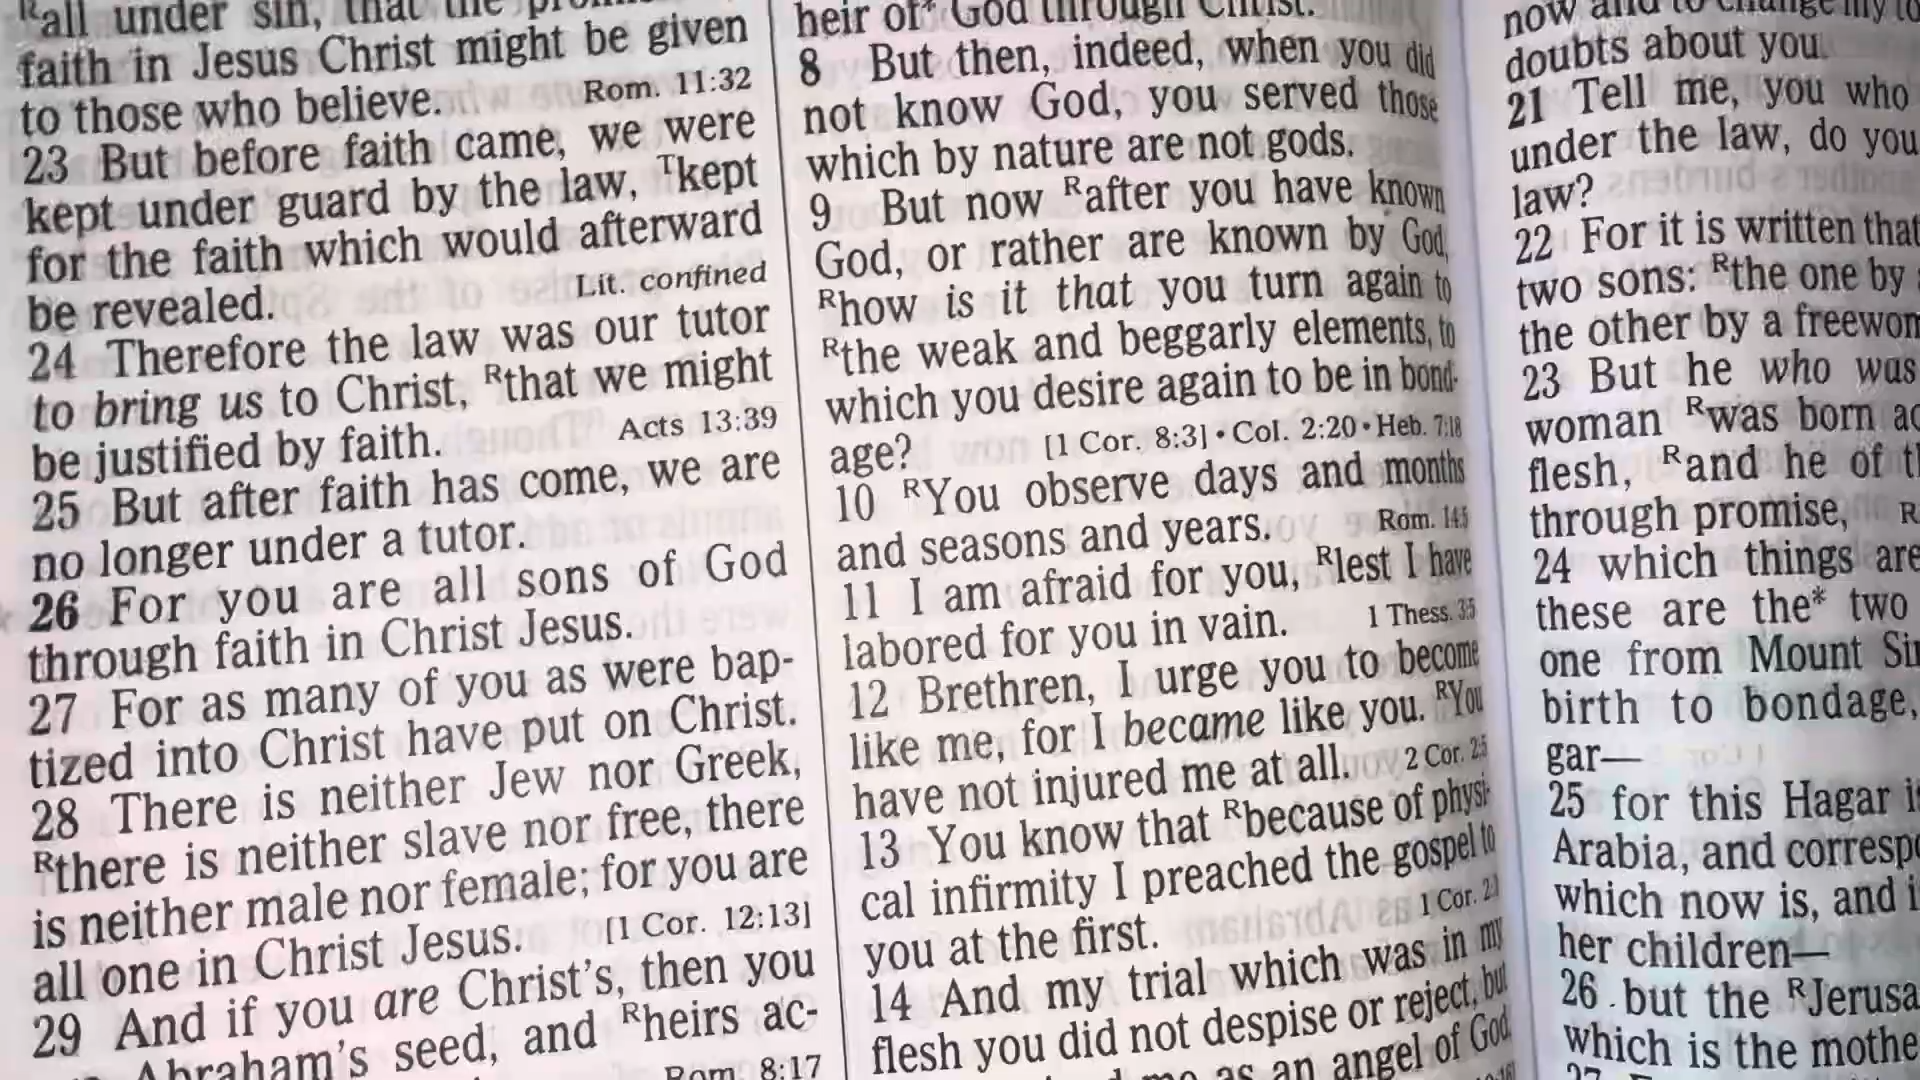 Rall under sin, that the
faith in Jesus Christ might be given
to those who believe. Rom. 11:32
23 But before faith came, we were
kept under guard by the law, Tkept
for the faith which would afterward
be revealed. Lit. confined
24 Therefore the law was our tutor
to bring us to Christ, Rthat we might
be justified by faith. Acts 13:39
25 But after faith has come, we are
no longer under a tutor.
26 For you are all sons of God
through faith in Christ Jesus.
27 For as many of you as were bap-
tized into Christ have put on Christ.
28 There is neither Jew nor Greek,
Rthere is neither slave nor free, there
is neither male nor female; for you are
all one in Christ Jesus. [1 Cor. 12:13]
29 And if you are Christ's, then you
Abraham's seed, and Rheirs ac-
Rom. 8:17
heir of* God through Christ.
8 But then, indeed, when you did
not know God, you served those
which by nature are not gods.
9 But now Rafter you have known
God, or rather are known by God,
Rhow is it that you turn again to
Rthe weak and beggarly elements, to
which you desire again to be in bond-
age? [1 Cor. 8:3] • Col. 2:20 • Heb. 7:18
10 RYou observe days and months
and seasons and years. Rom. 14:5
11 I am afraid for you, Rlest I have
labored for you in vain. 1 Thess. 3:5
12 Brethren, I urge you to become
like me, for I became like you. RYou
have not injured me at all. 2 Cor. 2:5
13 You know that Rbecause of physi-
cal infirmity I preached the gospel to
you at the first. 1 Cor. 2:1
14 And my trial which was in my
flesh you did not despise or reject, but
me as an angel of God
now and to change my
doubts about you.
21 Tell me, you who
under the law, do you
law?
22 For it is written that
two sons: Rthe one by
the other by a freewom
23 But he who was
woman Rwas born ac
flesh, Rand he of
through promise, R
24 which things are
these are the* two
one from Mount
birth to bondage,
gar—
25 for this Hagar
Arabia, and corresp
which now is, and
her children—
26 but the RJerusa
which is the mothe
27